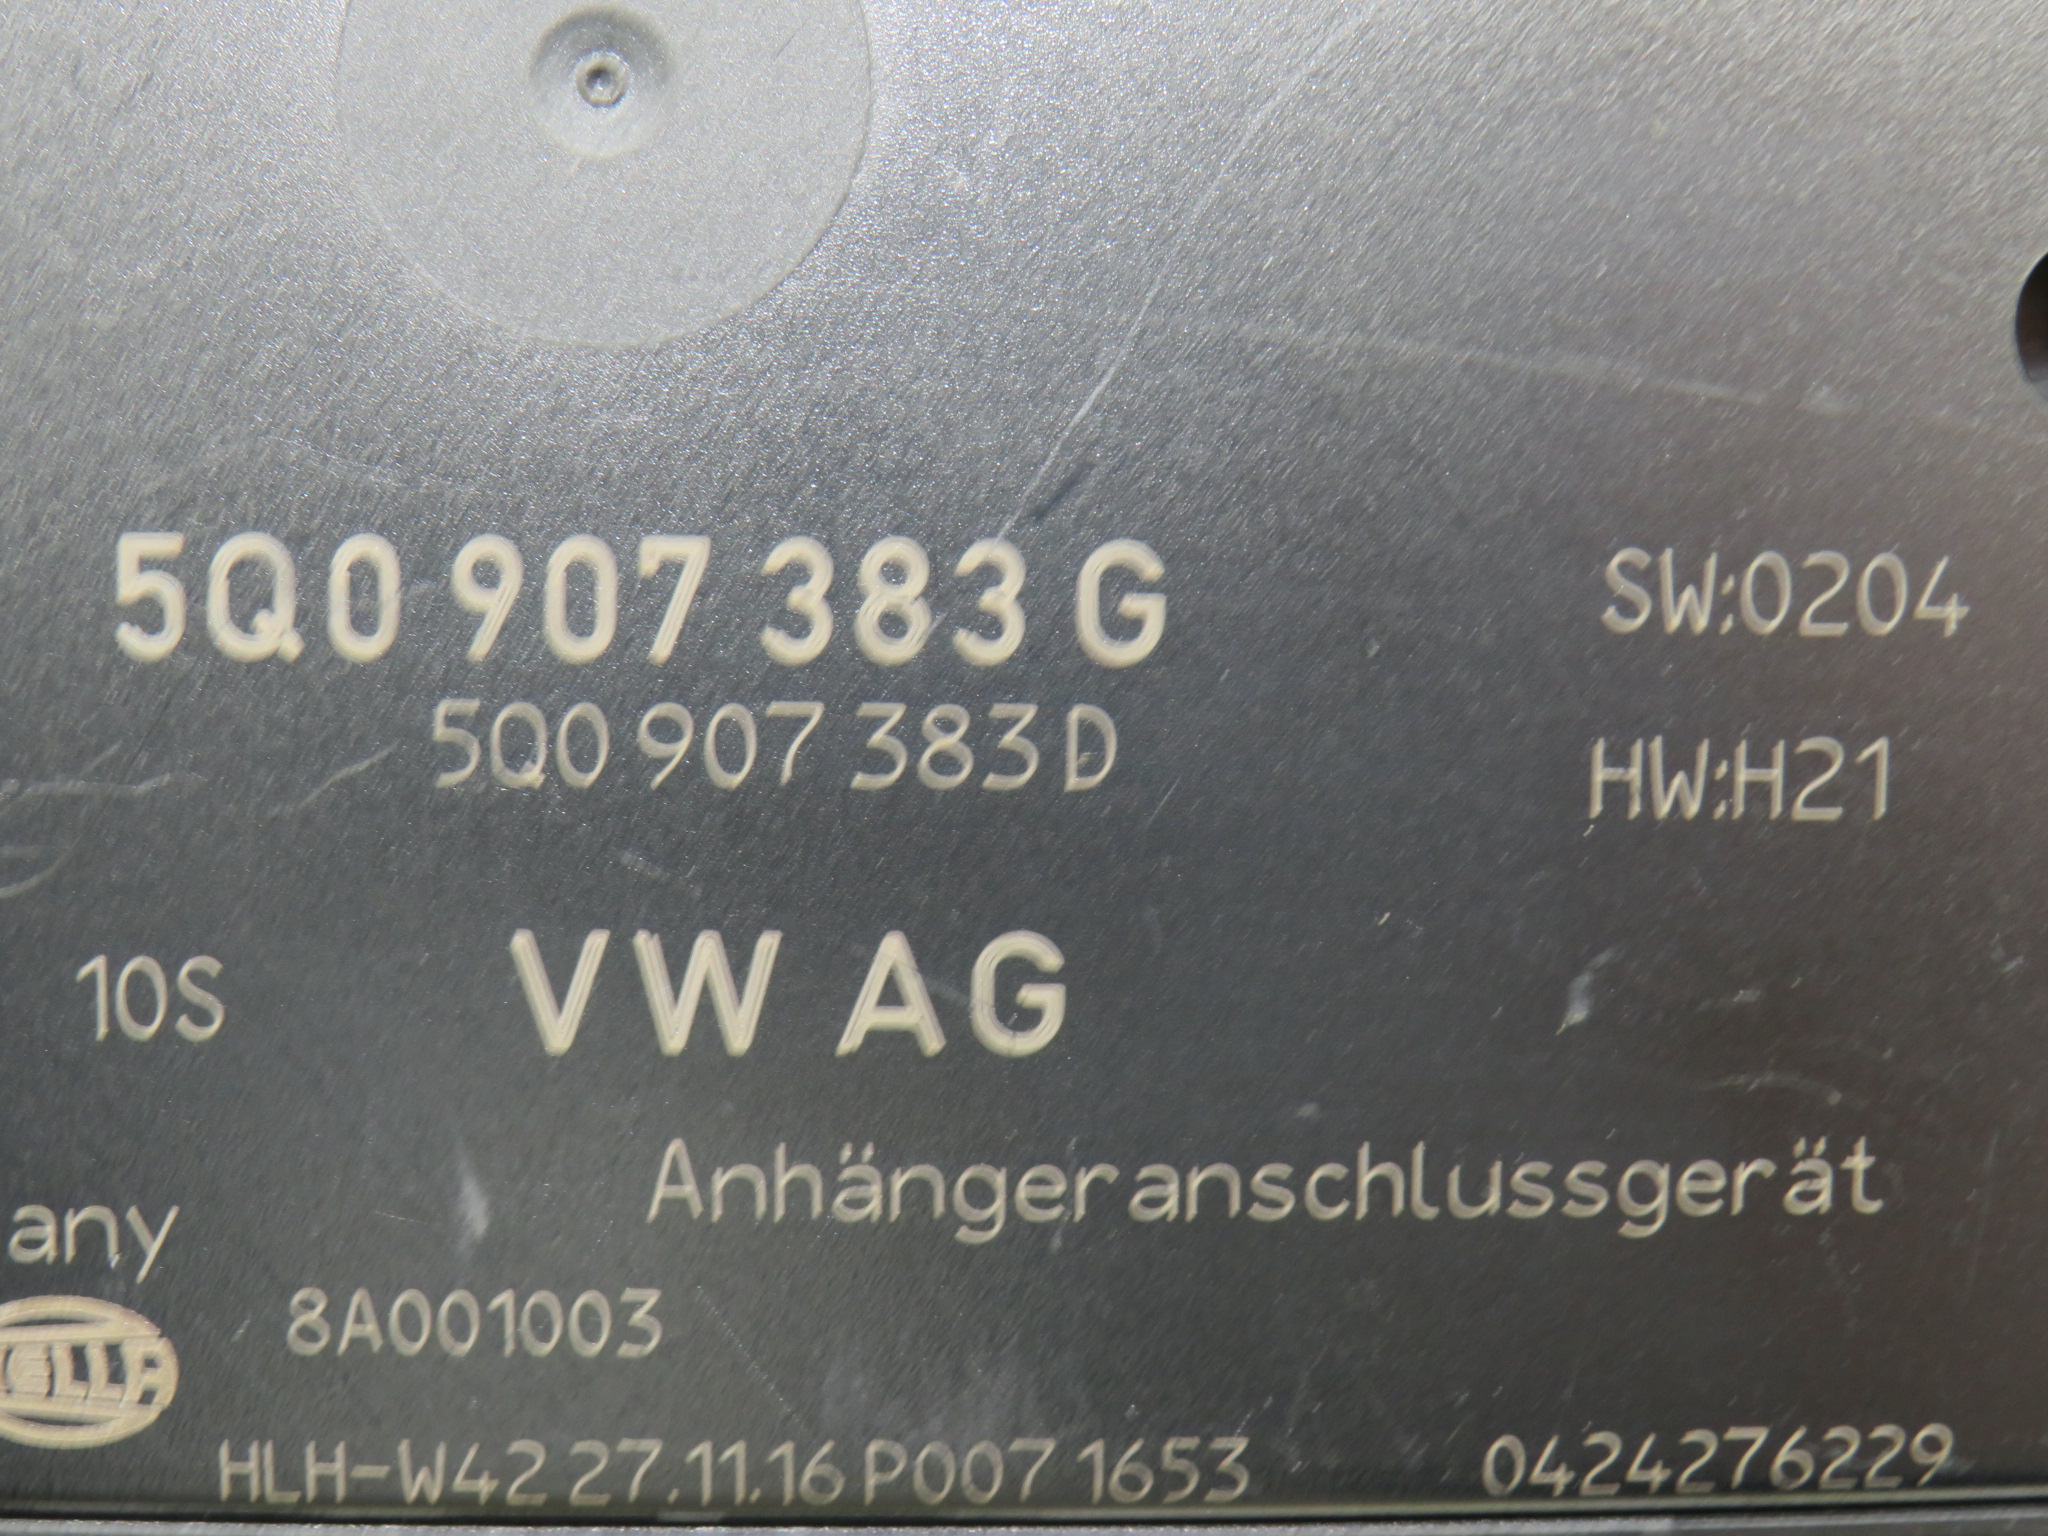 5Q0 907 383 G
SW:0204
5Q0 907 383 D
HW:H21
10S
VW AG
Anhängeranschlussgerät
any
8A001003
HELLA
HLH-W42 27.11.16 P007 1653
0424276229